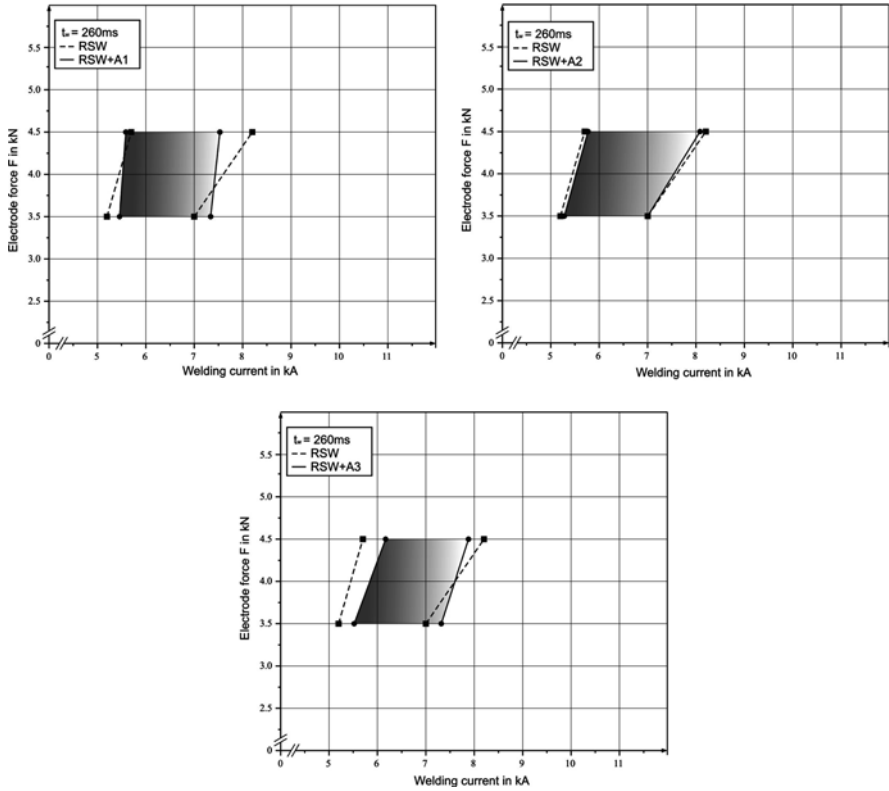 t_w = 260ms
RSW
RSW+A1
5.5
5.0
4.5
4.0
3.5
3.0
2.5
0
Electrode force F in kN
0 5 6 7 8 9 10 11
Welding current in kA
t_w = 260ms
RSW
RSW+A2
5.5
5.0
4.5
4.0
3.5
3.0
2.5
0
Electrode force F in kN
0 5 6 7 8 9 10 11
Welding current in kA
t_w = 260ms
RSW
RSW+A3
5.5
5.0
4.5
4.0
3.5
3.5
2.5
0
Electrode force F in kN
0 5 6 7 8 9 10 11
Welding current in kA